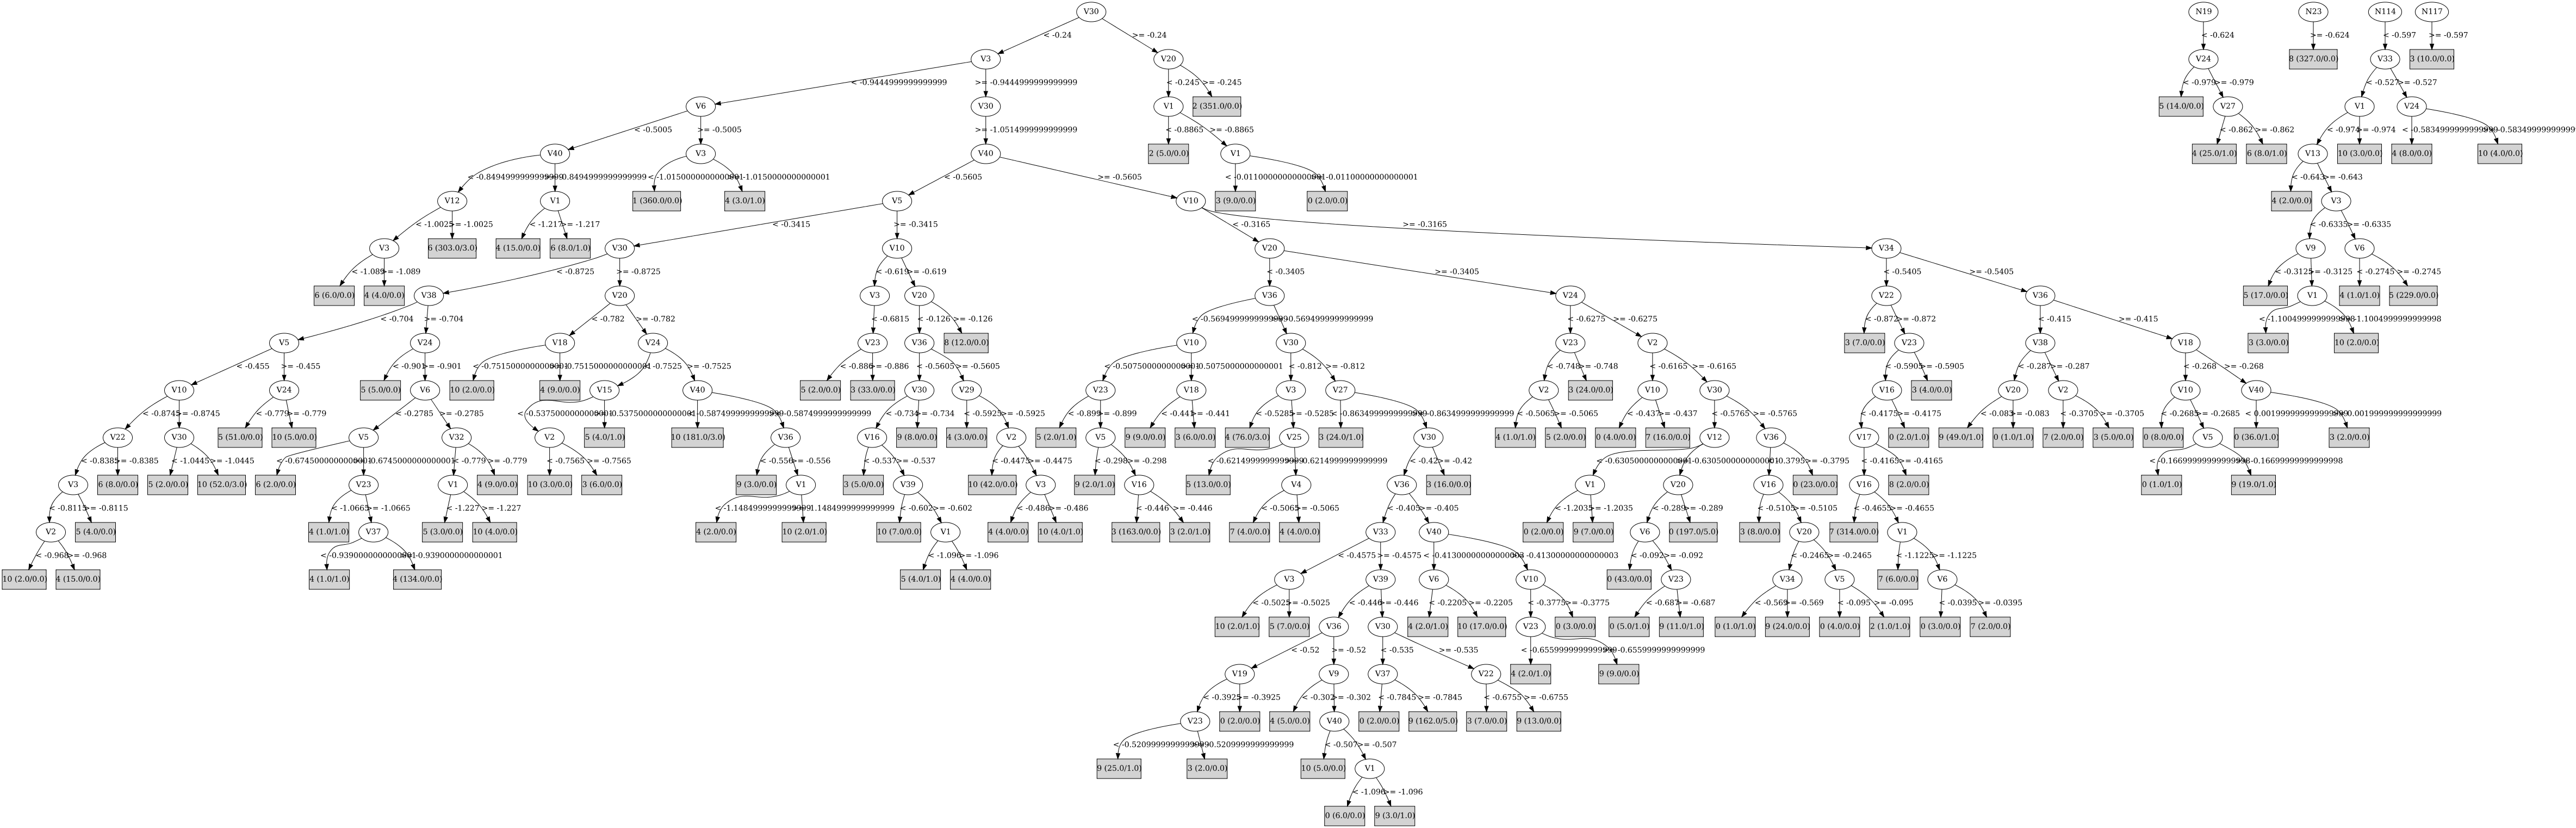 V30 N19 N23 N114 N117
< -0.24 >= -0.24 < -0.624 >= -0.624 < -0.597 >= -0.597
V3 V20 V24 8 (327.0/0.0) V33 3 (10.0/0.0)
< -0.9444999999999999 >= -0.9444999999999999 < -0.245 >= -0.245 < -0.979 >= -0.979 < -0.527 >= -0.527
V6 V30 V1 2 (351.0/0.0) 5 (14.0/0.0) V27 V1 V24
< -0.5005 >= -0.5005 >= -1.0514999999999999 < -0.8865 >= -0.8865 < -0.862 >= -0.862 < -0.974 >= -0.974 < -0.5834999999999999 -0.5834999999999999
V40 V3 V40 2 (5.0/0.0) V1 4 (25.0/1.0) 6 (8.0/1.0) V13 10 (3.0/0.0) 4 (8.0/0.0) 10 (4.0/0.0)
< -0.8494999999999999 -0.8494999999999999 < -1.0150000000000001 -1.0150000000000001 < -0.5605 >= -0.5605 < -0.01100000000000001 -0.01100000000000001 < -0.643 >= -0.643
V12 V1 1 (360.0/0.0) 4 (3.0/1.0) V5 V10 3 (9.0/0.0) 0 (2.0/0.0) 4 (2.0/0.0) V3
< -1.0025 >= -1.0025 < -1.217 >= -1.217 < -0.3415 >= -0.3415 < -0.3165 >= -0.3165 < -0.6335 >= -0.6335
V3 6 (303.0/3.0) 4 (15.0/0.0) 6 (8.0/1.0) V30 V10 V20 V34 V9 V6
< -1.089 >= -1.089 < -0.8725 >= -0.8725 < -0.619 >= -0.619 < -0.3405 >= -0.3405 < -0.5405 >= -0.5405 < -0.3125 >= -0.3125 < -0.2745 >= -0.2745
6 (6.0/0.0) 4 (4.0/0.0) V38 V20 V3 V20 V36 V24 V22 V36 5 (17.0/0.0) V1 4 (1.0/1.0) 5 (229.0/0.0)
< -0.704 >= -0.704 < -0.782 >= -0.782 < -0.6815 < -0.126 >= -0.126 < -0.5694999999999999 -0.5694999999999999 < -0.6275 >= -0.6275 < -0.872 >= -0.872 < -0.415 >= -0.415 < -1.1004999999999998 -1.1004999999999998
V5 V24 V18 V24 V23 V36 8 (12.0/0.0) V10 V30 V23 V2 3 (7.0/0.0) V23 V38 V18 3 (3.0/0.0) 10 (2.0/0.0)
< -0.455 >= -0.455 < -0.901 >= -0.901 < -0.7515000000000001 -0.7515000000000001 < -0.7525 >= -0.7525 < -0.886 >= -0.886 < -0.5605 >= -0.5605 < -0.5075000000000001 -0.5075000000000001 < -0.812 >= -0.812 < -0.748 >= -0.748 < -0.6165 >= -0.6165 < -0.5905 >= -0.5905 < -0.287 >= -0.287 < -0.268 >= -0.268
V10 V24 5 (5.0/0.0) V6 10 (2.0/0.0) 4 (9.0/0.0) V15 V40 5 (2.0/0.0) 3 (33.0/0.0) V30 V29 V23 V18 V3 V27 V2 3 (24.0/0.0) V10 V30 V16 3 (4.0/0.0) V20 V2 V10 V40
< -0.8745 >= -0.8745 < -0.779 >= -0.779 < -0.2785 >= -0.2785 < -0.5375000000000001 -0.5375000000000001 < -0.5874999999999999 -0.5874999999999999 < -0.734 >= -0.734 < -0.5925 >= -0.5925 < -0.899 >= -0.899 < -0.441 >= -0.441 < -0.5285 >= -0.5285 < -0.8634999999999999 -0.8634999999999999 < -0.5065 >= -0.5065 < -0.437 >= -0.437 < -0.5765 >= -0.5765 < -0.4175 >= -0.4175 < -0.083 >= -0.083 < -0.3705 >= -0.3705 < -0.2685 >= -0.2685
V22 V30 5 (51.0/0.0) 10 (5.0/0.0) V5 V32 V2 5 (4.0/1.0) 10 (181.0/3.0) V36 V16 9 (8.0/0.0) 4 (3.0/0.0) V2 5 (2.0/1.0) V5 9 (9.0/0.0) 3 (6.0/0.0) 4 (76.0/3.0) V25 3 (24.0/1.0) V30 4 (1.0/1.0) 5 (2.0/0.0) 0 (4.0/0.0) 7 (16.0/0.0) V12 V36 V17 0 (2.0/1.0) 9 (49.0/1.0) 0 (1.0/1.0) 7 (2.0/0.0) 3 (5.0/0.0) 0 (8.0/0.0) V5 0 (36.0/1.0) 3 (2.0/0.0)
< -0.8385 >= -0.8385 < -1.0445 >= -1.0445 < -0.6745000000000001 -0.6745000000000001 < -0.779 >= -0.779 < -0.7565 >= -0.7565 < -0.556 >= -0.556 < -0.537 >= -0.537 < -0.4475 >= -0.4475 < -0.298 >= -0.298 < -0.6214999999999999 -0.6214999999999999 < -0.42 >= -0.42 < -0.6305000000000001 -0.6305000000000001 < -0.3795 >= -0.3795 < -0.4165 >= -0.4165 < -0.16699999999999998 -0.16699999999999998
V3 6 (8.0/0.0) 5 (2.0/0.0) 10 (52.0/3.0) 6 (2.0/0.0) V23 V1 4 (9.0/0.0) 10 (3.0/0.0) 3 (6.0/0.0) 9 (3.0/0.0) V1 3 (5.0/0.0) V39 10 (42.0/0.0) V3 9 (2.0/1.0) V16 5 (13.0/0.0) V4 V36 3 (16.0/0.0) V1 V20 V16 0 (23.0/0.0) V16 8 (2.0/0.0) 0 (1.0/1.0) 9 (19.0/1.0)
< -0.8115 >= -0.8115 < -1.0665 >= -1.0665 < -1.227 >= -1.227 < -1.1484999999999999 -1.1484999999999999 < -0.602 >= -0.602 < -0.486 >= -0.486 < -0.446 >= -0.446 < -0.5065 >= -0.5065 < -0.405 >= -0.405 < -1.2035 >= -1.2035 < -0.289 >= -0.289 < -0.5105 >= -0.5105 < -0.4655 >= -0.4655
V2 5 (4.0/0.0) 4 (1.0/1.0) V37 5 (3.0/0.0) 10 (4.0/0.0) 4 (2.0/0.0) 10 (2.0/1.0) 10 (7.0/0.0) V1 4 (4.0/0.0) 10 (4.0/1.0) 3 (163.0/0.0) 3 (2.0/1.0) 7 (4.0/0.0) 4 (4.0/0.0) V33 V40 0 (2.0/0.0) 9 (7.0/0.0) V6 0 (197.0/5.0) 3 (8.0/0.0) V20 7 (314.0/0.0) V1
< -0.968 >= -0.968 < -0.9390000000000001 -0.9390000000000001 < -1.096 >= -1.096 < -0.4575 >= -0.4575 < -0.41300000000000003 -0.41300000000000003 < -0.092 >= -0.092 < -0.2465 >= -0.2465 < -1.1225 >= -1.1225
10 (2.0/0.0) 4 (15.0/0.0) 4 (1.0/1.0) 4 (134.0/0.0) 5 (4.0/1.0) 4 (4.0/0.0) V3 V39 V6 V10 0 (43.0/0.0) V23 V34 V5 7 (6.0/0.0) V6
< -0.5025 >= -0.5025 < -0.446 >= -0.446 < -0.2205 >= -0.2205 < -0.3775 >= -0.3775 < -0.687 >= -0.687 < -0.569 >= -0.569 < -0.095 >= -0.095 < -0.0395 >= -0.0395
10 (2.0/1.0) 5 (7.0/0.0) V36 V30 4 (2.0/1.0) 10 (17.0/0.0) V23 0 (3.0/0.0) 0 (5.0/1.0) 9 (11.0/1.0) 0 (1.0/1.0) 9 (24.0/0.0) 0 (4.0/0.0) 2 (1.0/1.0) 0 (3.0/0.0) 7 (2.0/0.0)
< -0.52 >= -0.52 < -0.535 >= -0.535 < -0.6559999999999999 -0.6559999999999999
V19 V9 V37 V22 4 (2.0/1.0) 9 (9.0/0.0)
< -0.3925 >= -0.3925 < -0.302 >= -0.302 < -0.7845 >= -0.7845 < -0.6755 >= -0.6755
V23 0 (2.0/0.0) 4 (5.0/0.0) V40 0 (2.0/0.0) 9 (162.0/5.0) 3 (7.0/0.0) 9 (13.0/0.0)
< -0.5209999999999999 -0.5209999999999999 < -0.507 >= -0.507
9 (25.0/1.0) 3 (2.0/0.0) 10 (5.0/0.0) V1
< -1.096 >= -1.096
0 (6.0/0.0) 9 (3.0/1.0)